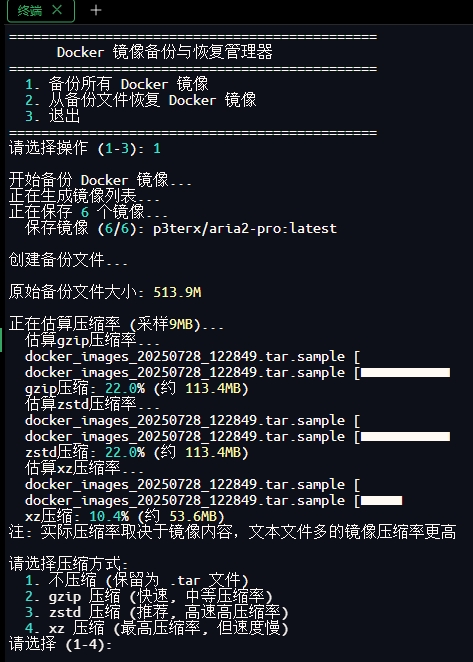 终端 × +
==============================================
Docker 镜像备份与恢复管理器
==============================================
1. 备份所有 Docker 镜像
2. 从备份文件恢复 Docker 镜像
3. 退出
==============================================
请选择操作 (1-3): 1
开始备份 Docker 镜像...
正在生成镜像列表...
正在保存 6 个镜像...
保存镜像 (6/6): p3terx/aria2-pro:latest
创建备份文件...
原始备份文件大小: 513.9M
正在估算压缩率 (采样9MB)...
估算gzip压缩率...
docker_images_20250728_122849.tar.sample [
docker_images_20250728_122849.tar.sample [
gzip压缩: 22.0% (约 113.4MB)
估算zstd压缩率...
docker_images_20250728_122849.tar.sample [
docker_images_20250728_122849.tar.sample [
zstd压缩: 22.0% (约 113.4MB)
估算xz压缩率...
docker_images_20250728_122849.tar.sample [
docker_images_20250728_122849.tar.sample [
xz压缩: 10.4% (约 53.6MB)
注: 实际压缩率取决于镜像内容，文本文件多的镜像压缩率更高
请选择压缩方式:
1. 不压缩 (保留为 .tar 文件)
2. gzip 压缩 (快速, 中等压缩率)
3. zstd 压缩 (推荐, 高速高压缩率)
4. xz 压缩 (最高压缩率, 但速度慢)
请选择 (1-4):